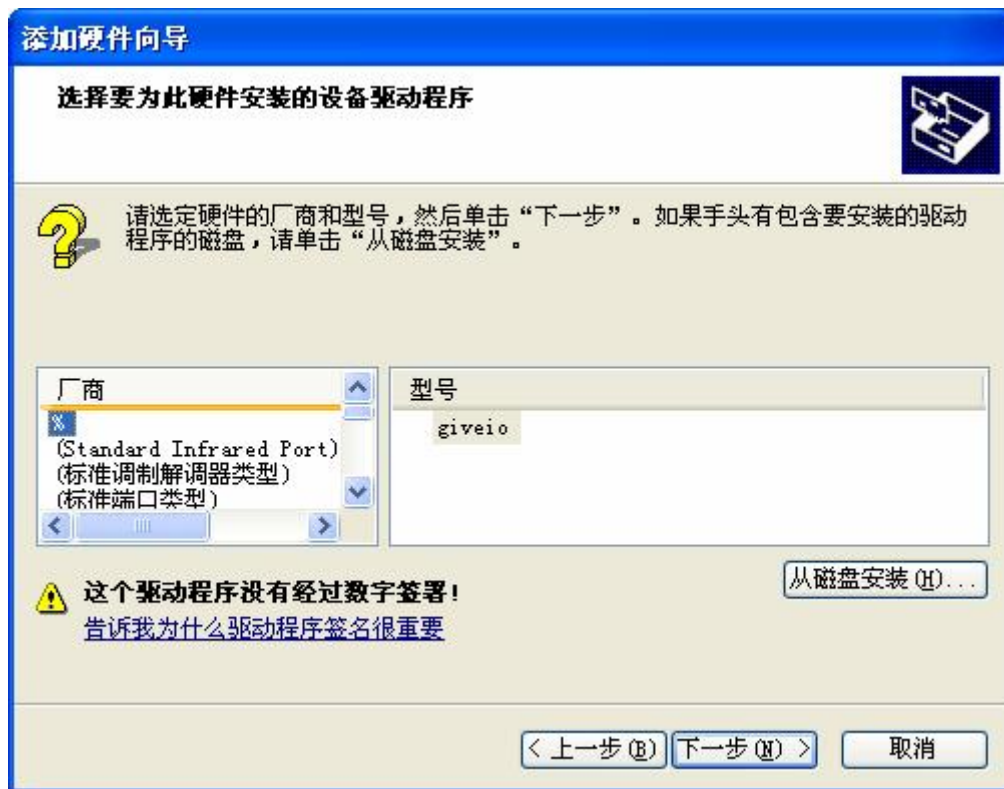 添加硬件向导
选择要为此硬件安装的设备驱动程序
请选定硬件的厂商和型号，然后单击“下一步”。如果手头有包含要安装的驱动
程序的磁盘，请单击“从磁盘安装”。
厂商
%
(Standard Infrared Port)
(标准调制解调器类型)
(标准端口类型)
型号
giveio
这个驱动程序没有经过数字签署!
告诉我为什么驱动程序签名很重要
从磁盘安装(H)...
< 上一步(B)
下一步(N) >
取消